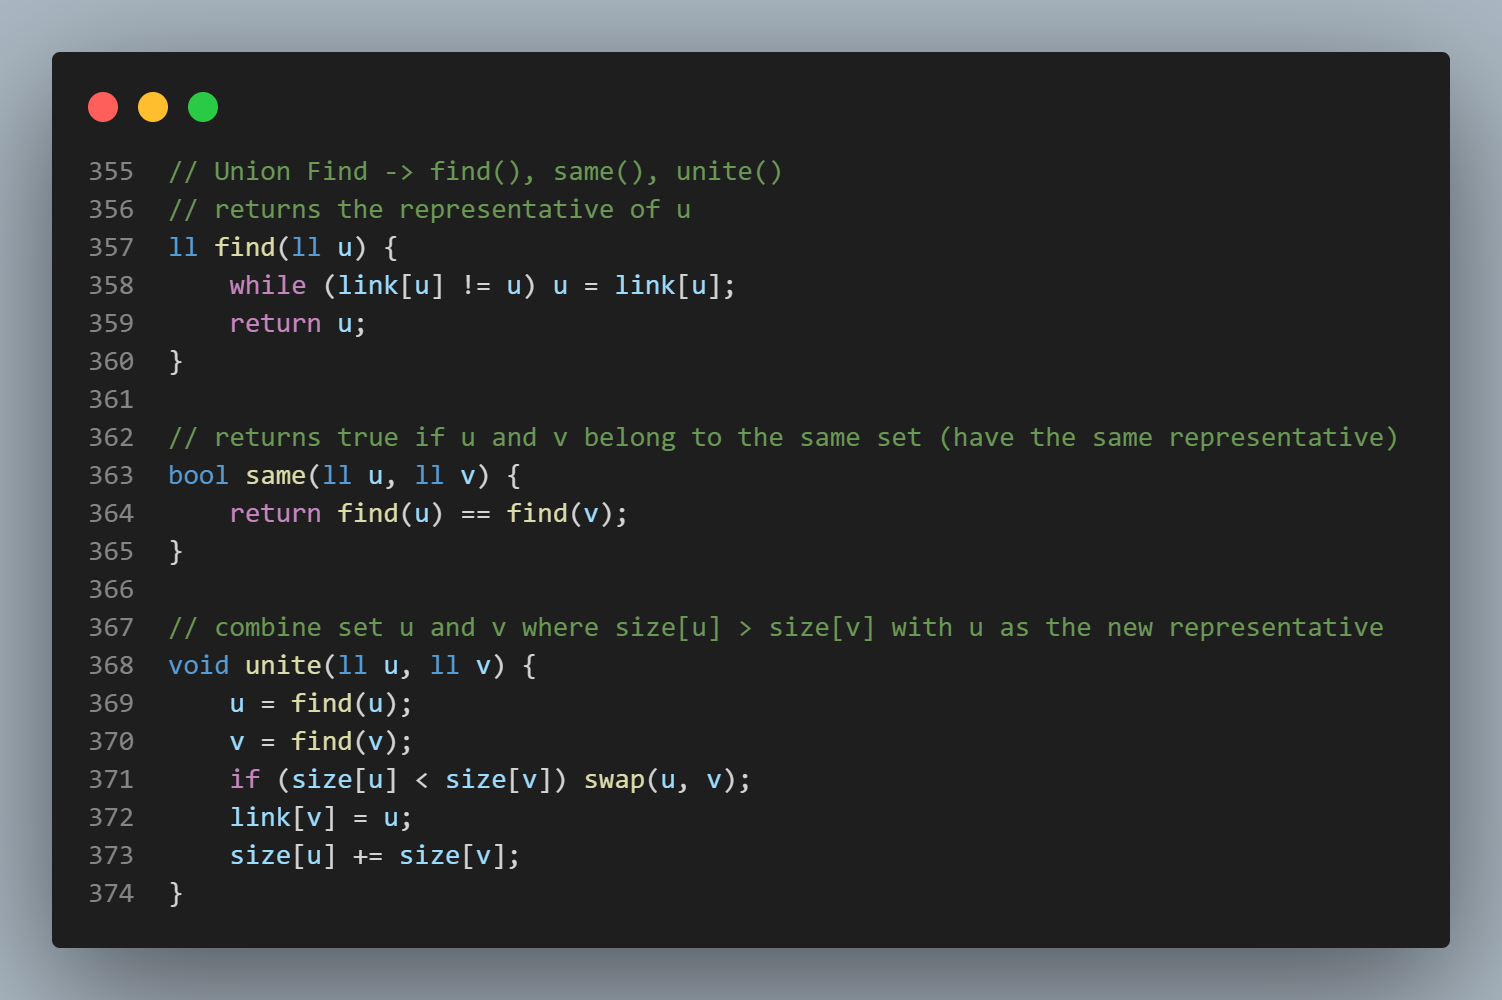 355 // Union Find -> find(), same(), unite()
356 // returns the representative of u
357 ll find(ll u) {
358     while (link[u] != u) u = link[u];
359     return u;
360 }
361
362 // returns true if u and v belong to the same set (have the same representative)
363 bool same(ll u, ll v) {
364     return find(u) == find(v);
365 }
366
367 // combine set u and v where size[u] > size[v] with u as the new representative
368 void unite(ll u, ll v) {
369     u = find(u);
370     v = find(v);
371     if (size[u] < size[v]) swap(u, v);
372     link[v] = u;
373     size[u] += size[v];
374 }